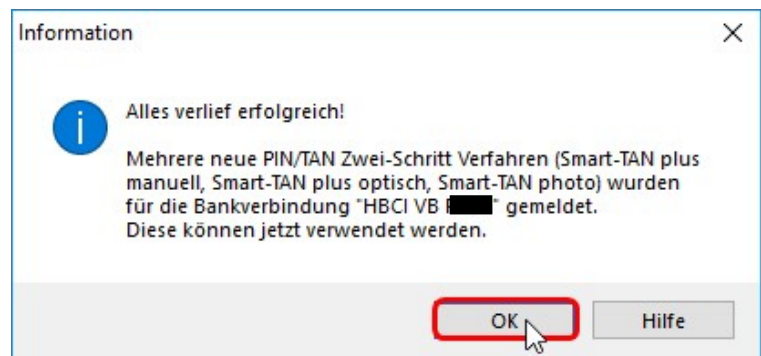 Information
Alles verlief erfolgreich!
Mehrere neue PIN/TAN Zwei-Schritt Verfahren (Smart-TAN plus
manuell, Smart-TAN plus optisch, Smart-TAN photo) wurden
für die Bankverbindung "HBCI VB " gemeldet.
Diese können jetzt verwendet werden.
OK
Hilfe